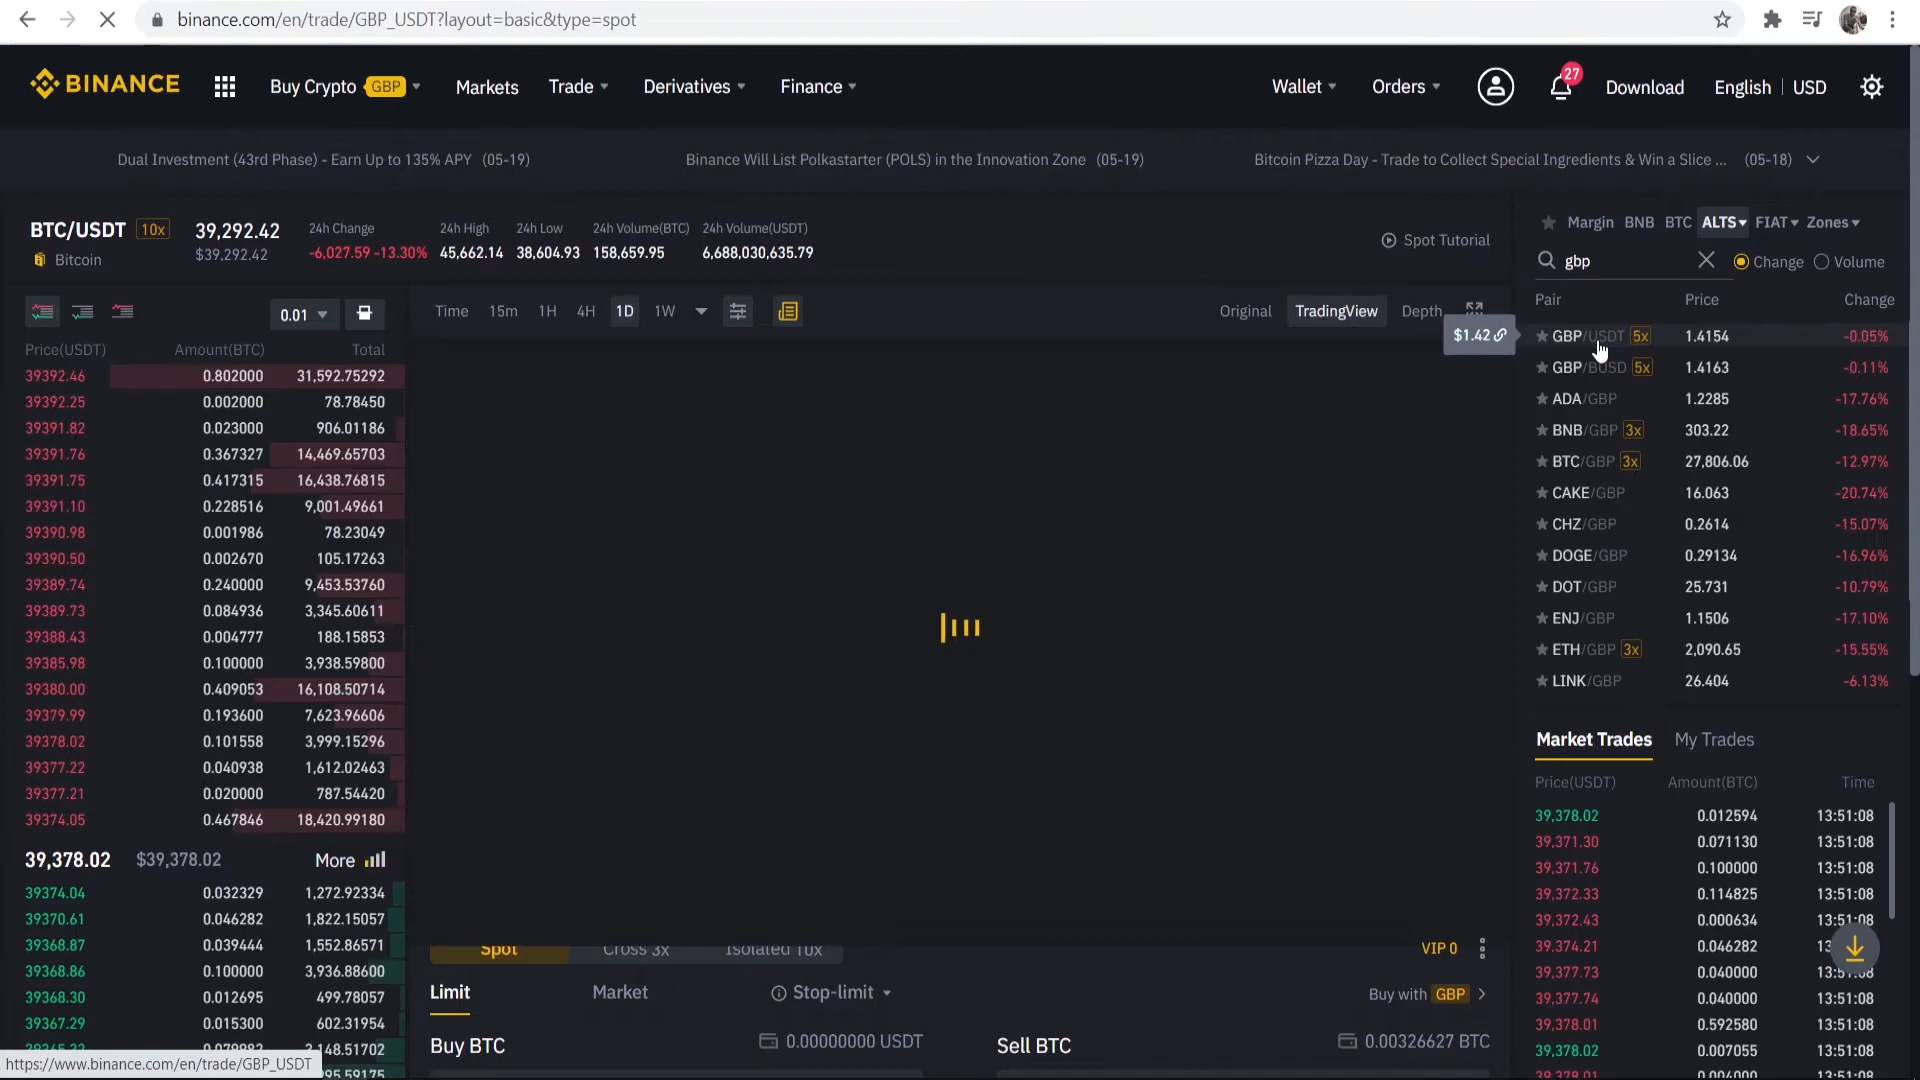 binance.com/en/trade/GBP_USDT?layout=basic&type=spot
BINANCE Buy Crypto GBP Markets Trade Derivatives Finance Wallet Orders 27 Download English USD
Dual Investment (43rd Phase) - Earn Up to 135% APY (05-19) Binance Will List Polkastarter (POLS) in the Innovation Zone (05-19) Bitcoin Pizza Day - Trade to Collect Special Ingredients & Win a Slice ... (05-18)
BTC/USDT 10x
Bitcoin
39,292.42
$39,292.42
24h Change
-6,027.59 -13.30%
24h High
45,662.14
24h Low
38,604.93
24h Volume(BTC)
158,659.95
24h Volume(USDT)
6,688,030,635.79
Spot Tutorial
0.01
Price(USDT) Amount(BTC) Total
39392.46 0.802000 31,592.75292
39392.25 0.002000 78.78450
39391.82 0.023000 906.01186
39391.76 0.367327 14,469.65703
39391.75 0.417315 16,438.76815
39391.10 0.228516 9,001.49661
39390.98 0.001986 78.23049
39390.50 0.002670 105.17263
39389.74 0.240000 9,453.53760
39389.73 0.084936 3,345.60611
39388.43 0.004777 188.15853
39385.98 0.100000 3,938.59800
39380.00 0.409053 16,108.50714
39379.99 0.193600 7,623.96606
39378.02 0.101558 3,999.15296
39377.22 0.040938 1,612.02463
39377.21 0.020000 787.54420
39374.05 0.467846 18,420.99180
39,378.02 $39,378.02 More
39374.04 0.032329 1,272.92334
39370.61 0.046282 1,822.15057
39368.87 0.039444 1,552.86571
39368.86 0.100000 3,936.88600
39368.30 0.012695 499.78057
39367.29 0.015300 602.31954
Time 15m 1H 4H 1D 1W Original TradingView Depth
Spot Cross 3x Isolated 10x VIP 0
Limit Market Stop-limit Buy with GBP
Buy BTC 0.00000000 USDT Sell BTC 0.00326627 BTC
Margin BNB BTC ALTS FIAT Zones
gbp Change Volume
Pair Price Change
$1.42
GBP/USDT 5x 1.4154 -0.05%
GBP/BUSD 5x 1.4163 -0.11%
ADA/GBP 1.2285 -17.76%
BNB/GBP 3x 303.22 -18.65%
BTC/GBP 3x 27,806.06 -12.97%
CAKE/GBP 16.063 -20.74%
CHZ/GBP 0.2614 -15.07%
DOGE/GBP 0.29134 -16.96%
DOT/GBP 25.731 -10.79%
ENJ/GBP 1.1506 -17.10%
ETH/GBP 3x 2,090.65 -15.55%
LINK/GBP 26.404 -6.13%
Market Trades My Trades
Price(USDT) Amount(BTC) Time
39,378.02 0.012594 13:51:08
39,371.30 0.071130 13:51:08
39,371.76 0.100000 13:51:08
39,372.33 0.114825 13:51:08
39,372.43 0.000634 13:51:08
39,374.21 0.046282
39,377.73 0.040000 13:51:08
39,377.74 0.040000 13:51:08
39,378.01 0.592580 13:51:08
39,378.02 0.007055 13:51:08
https://www.binance.com/en/trade/GBP_USDT